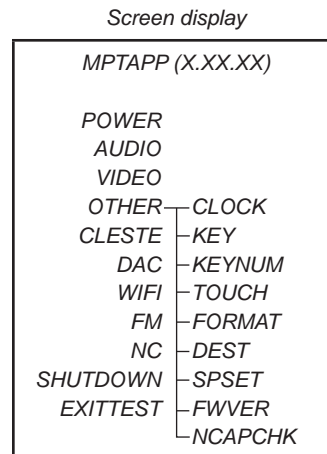 Screen display
MPTAPP (X.XX.XX)
POWER
AUDIO
VIDEO
OTHER CLOCK
CLESTE KEY
DAC KEYNUM
WIFI TOUCH
FM FORMAT
NC DEST
SHUTDOWN SPSET
EXITTEST FWVER
NCAPCHK